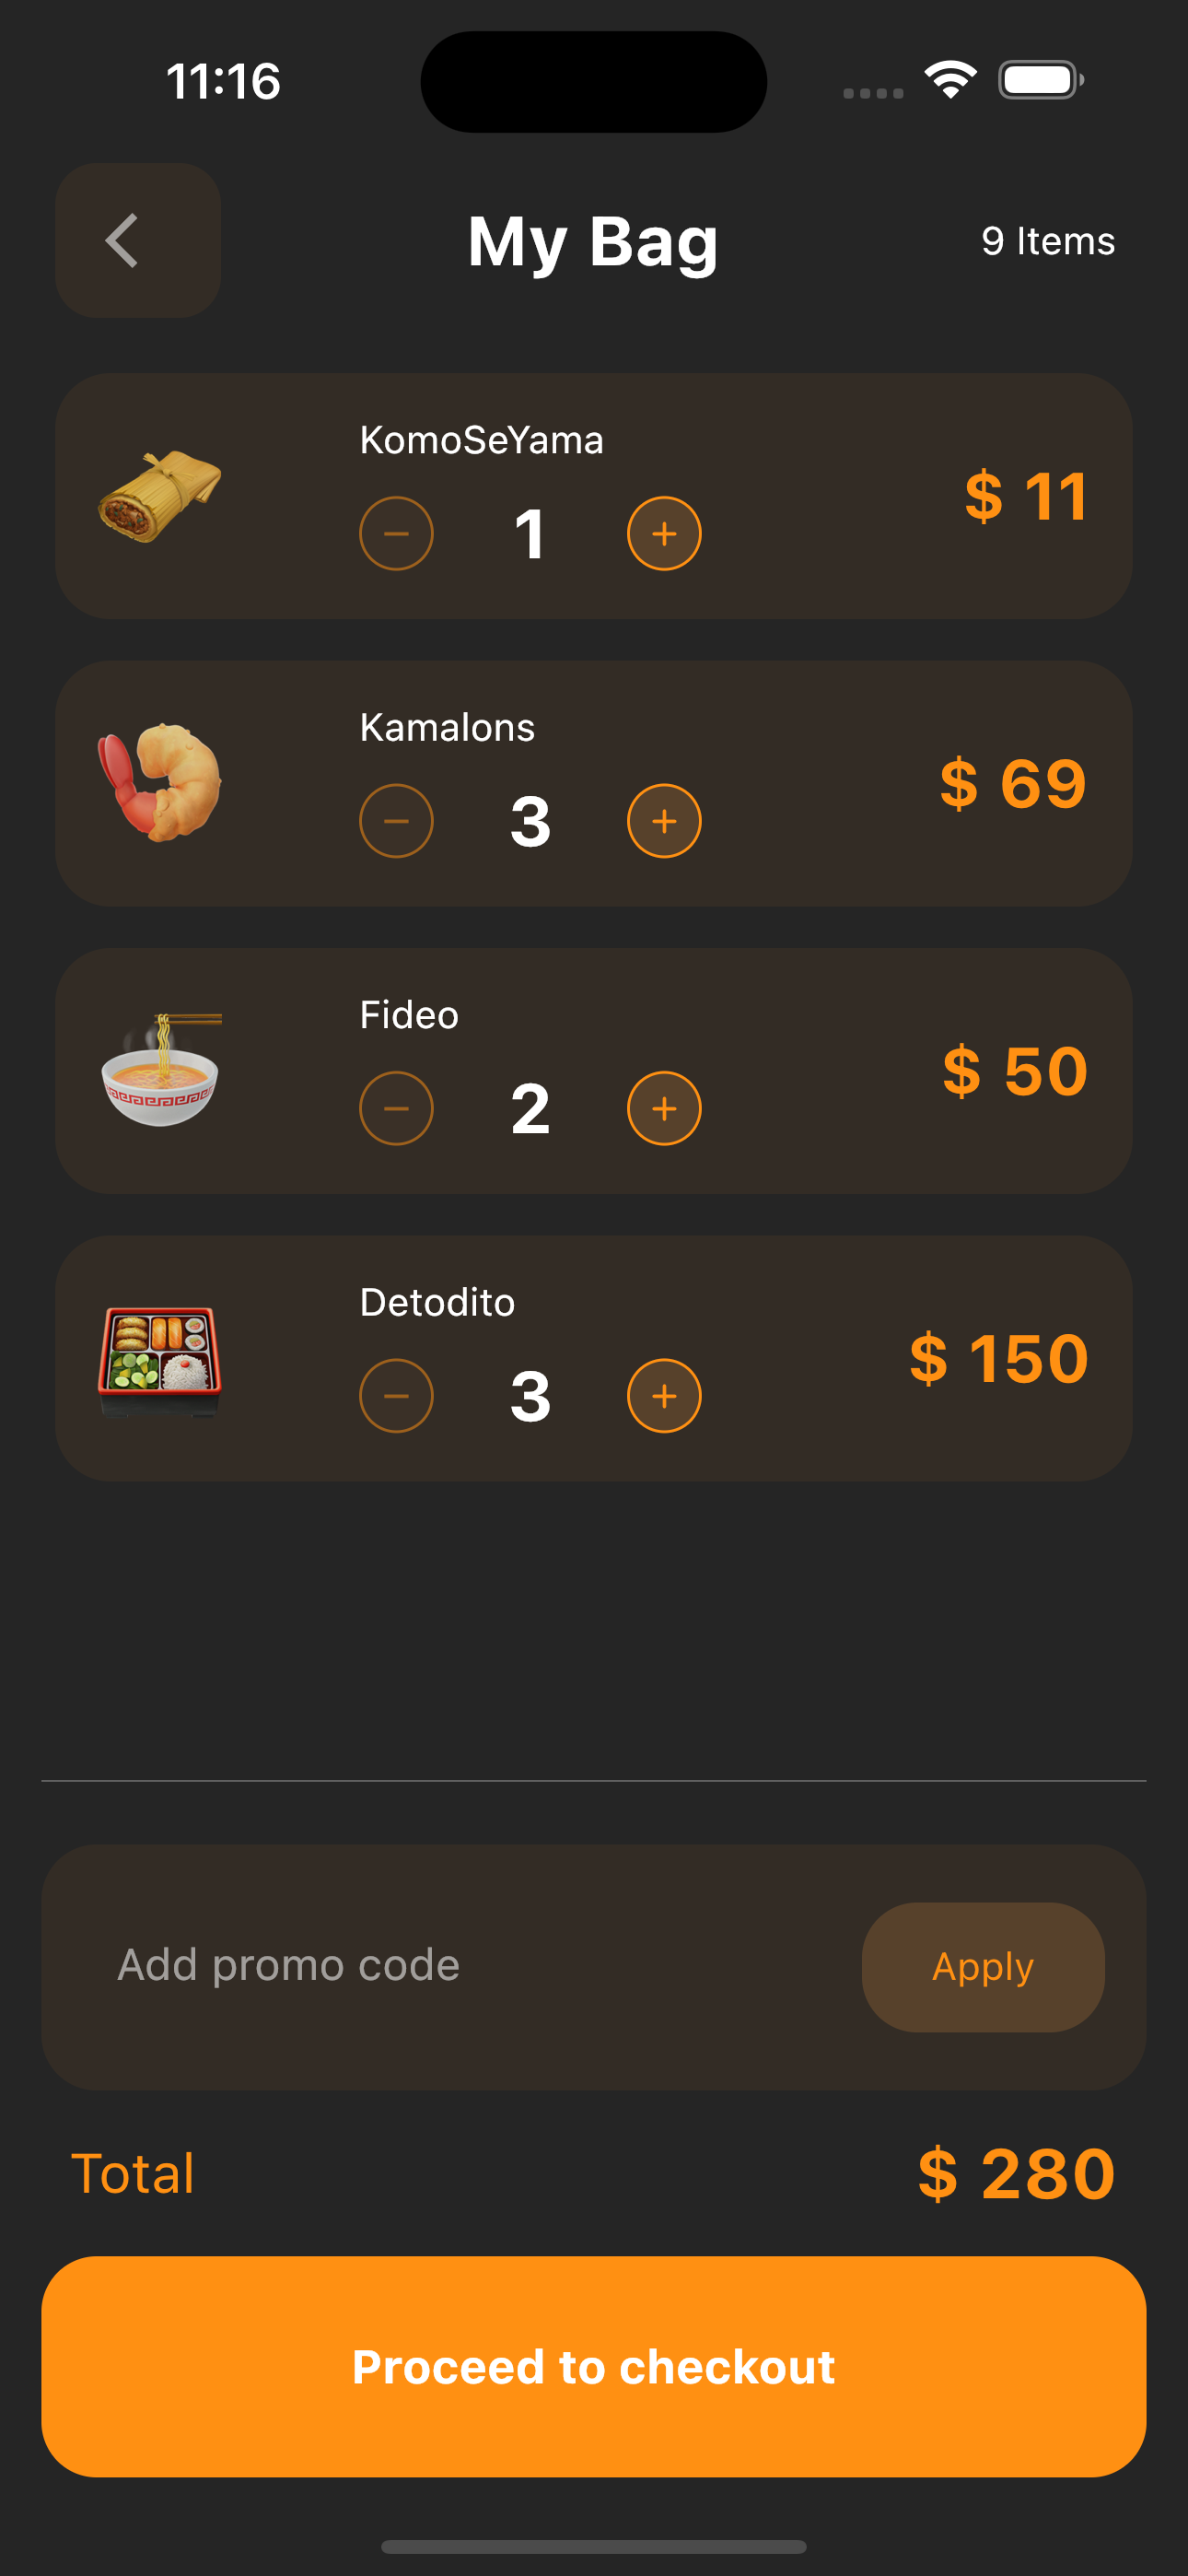 11:16
My Bag
9 Items
KomoSeYama
1
$ 11
Kamalons
3
$ 69
Fideo
2
$ 50
Detodito
3
$ 150
Add promo code
Apply
Total
$ 280
Proceed to checkout